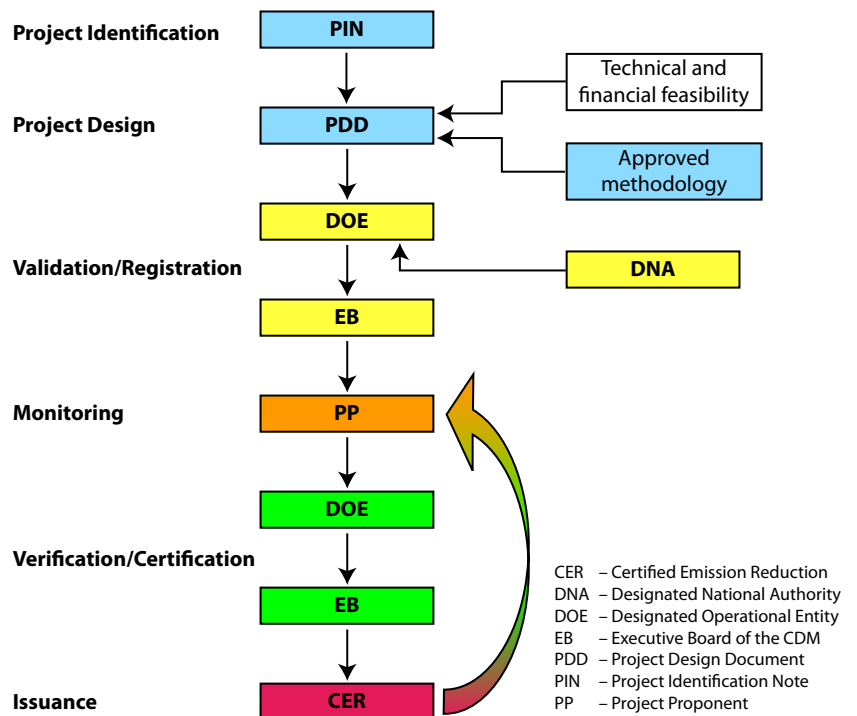 Project Identification
PIN
Technical and
financial feasibility
Project Design
PDD
Approved
methodology
DOE
Validation/Registration
DNA
EB
Monitoring
PP
DOE
Verification/Certification
EB
Issuance
CER
CER – Certified Emission Reduction
DNA – Designated National Authority
DOE – Designated Operational Entity
EB – Executive Board of the CDM
PDD – Project Design Document
PIN – Project Identification Note
PP – Project Proponent